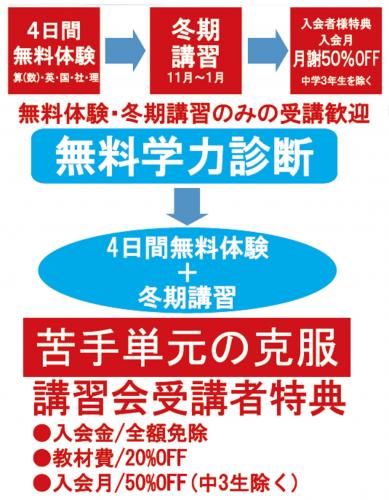 4日間
無料体験
算(数)・英・国・社・理
冬期
講習
11月～1月
入会者様特典
入会月
月謝50%OFF
中学3年生を除く
無料体験・冬期講習のみの受講歓迎
無料学力診断
4日間無料体験
＋
冬期講習
苦手単元の克服
講習会受講者特典
●入会金/全額免除
●教材費/20%OFF
●入会月/50%OFF(中3生除く)